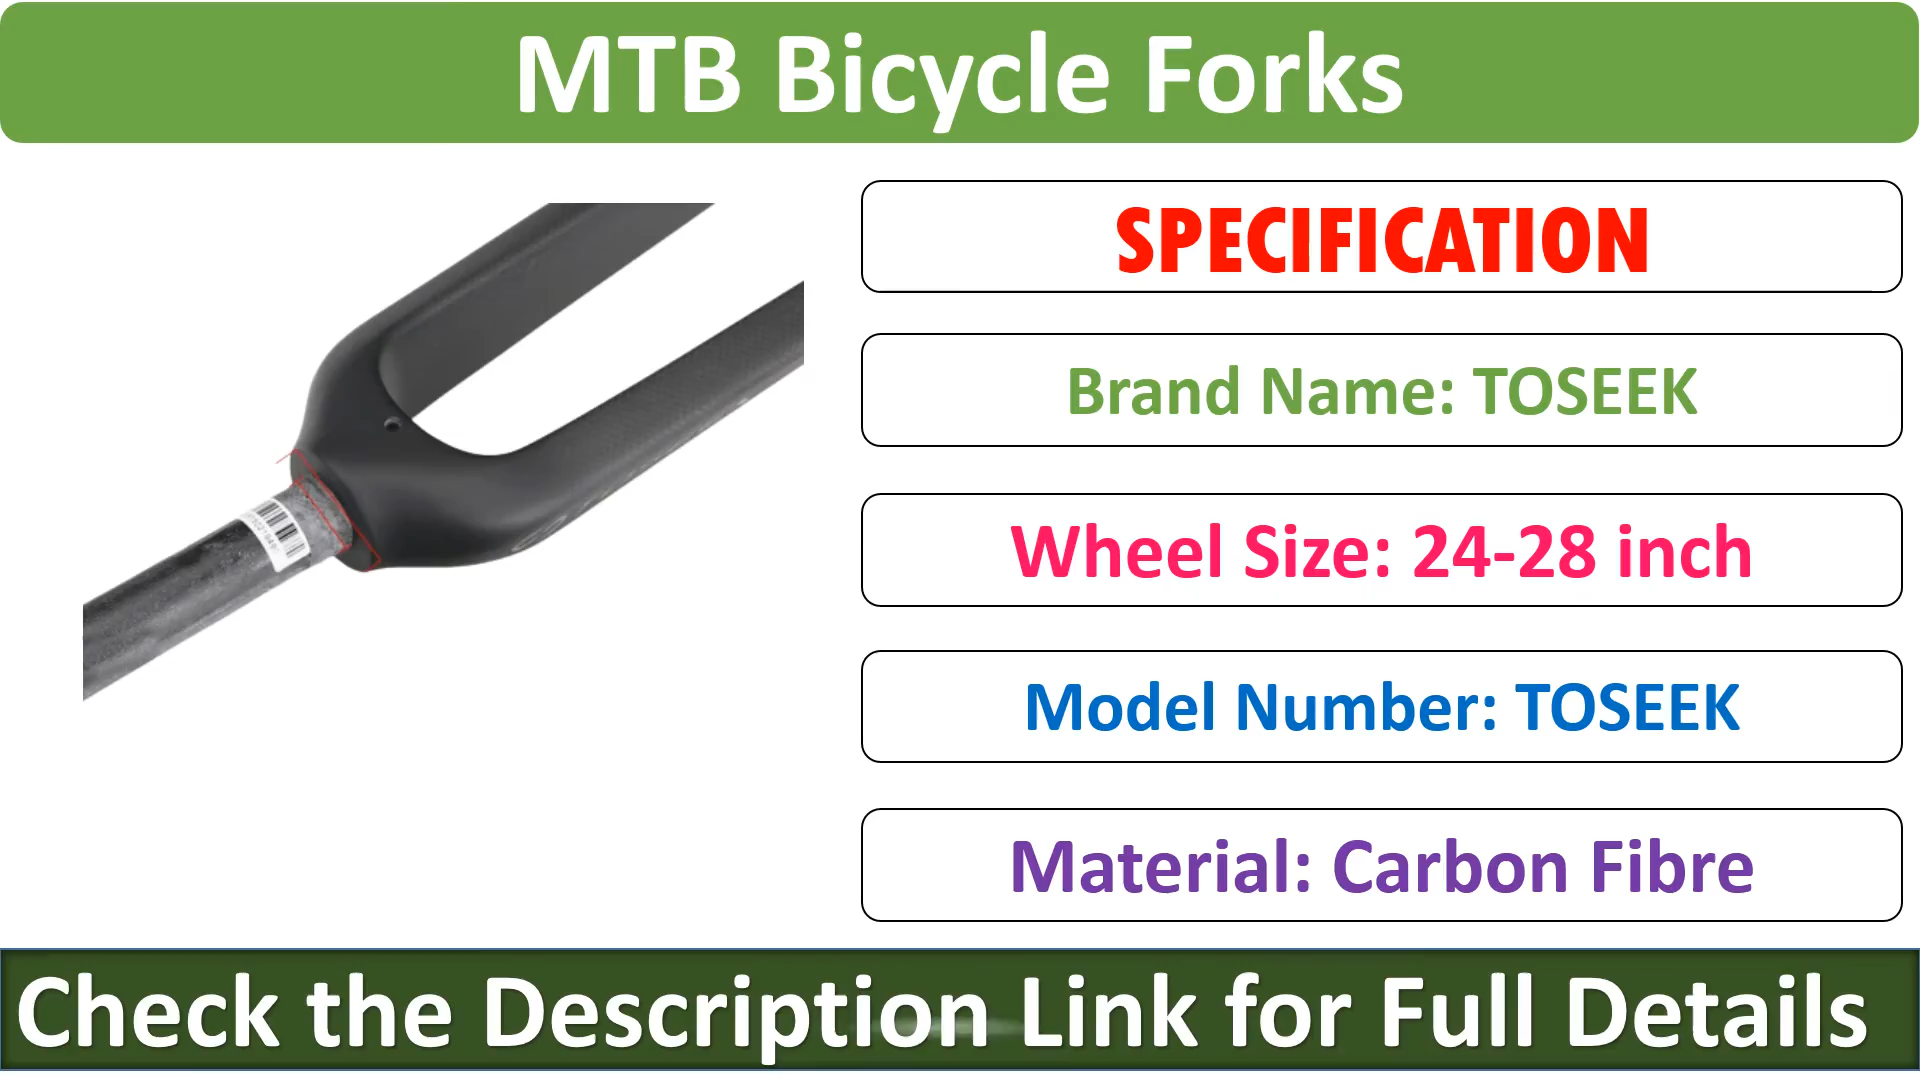 MTB Bicycle Forks
SPECIFICATION
Brand Name: TOSEEK
Wheel Size: 24-28 inch
Model Number: TOSEEK
Material: Carbon Fibre
Check the Description Link for Full Details